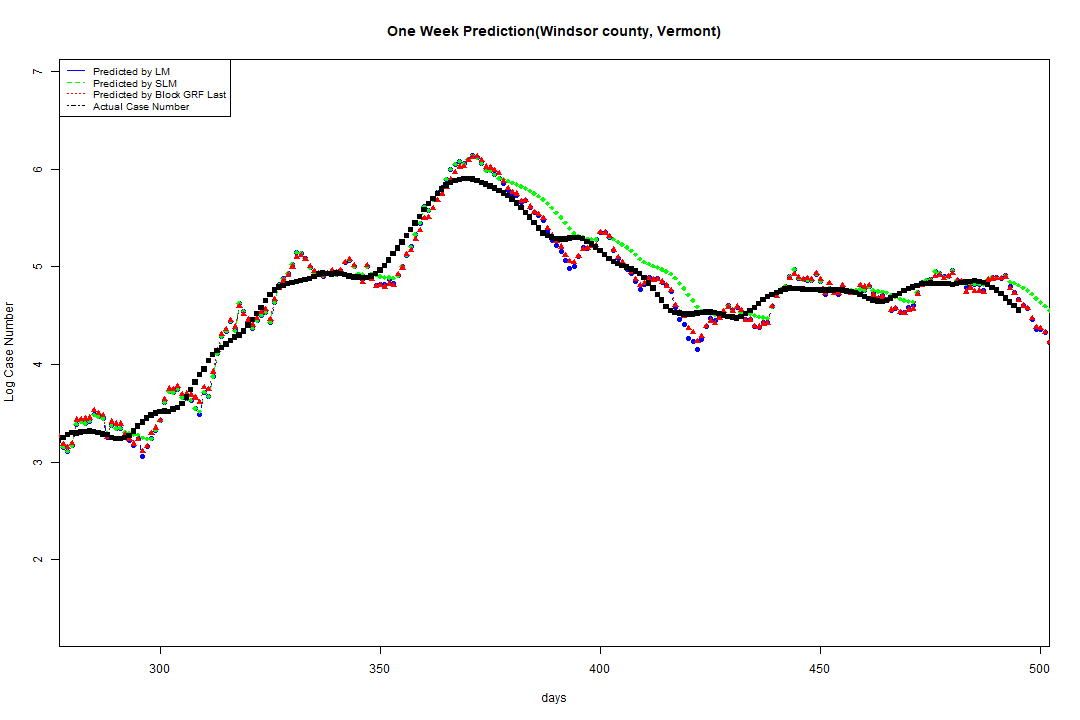 One Week Prediction(Windsor county, Vermont)
Predicted by LM
Predicted by SLM
Predicted by Block GRF Last
Actual Case Number
7
6
5
4
3
2
Log Case Number
300 350 400 450 500
days